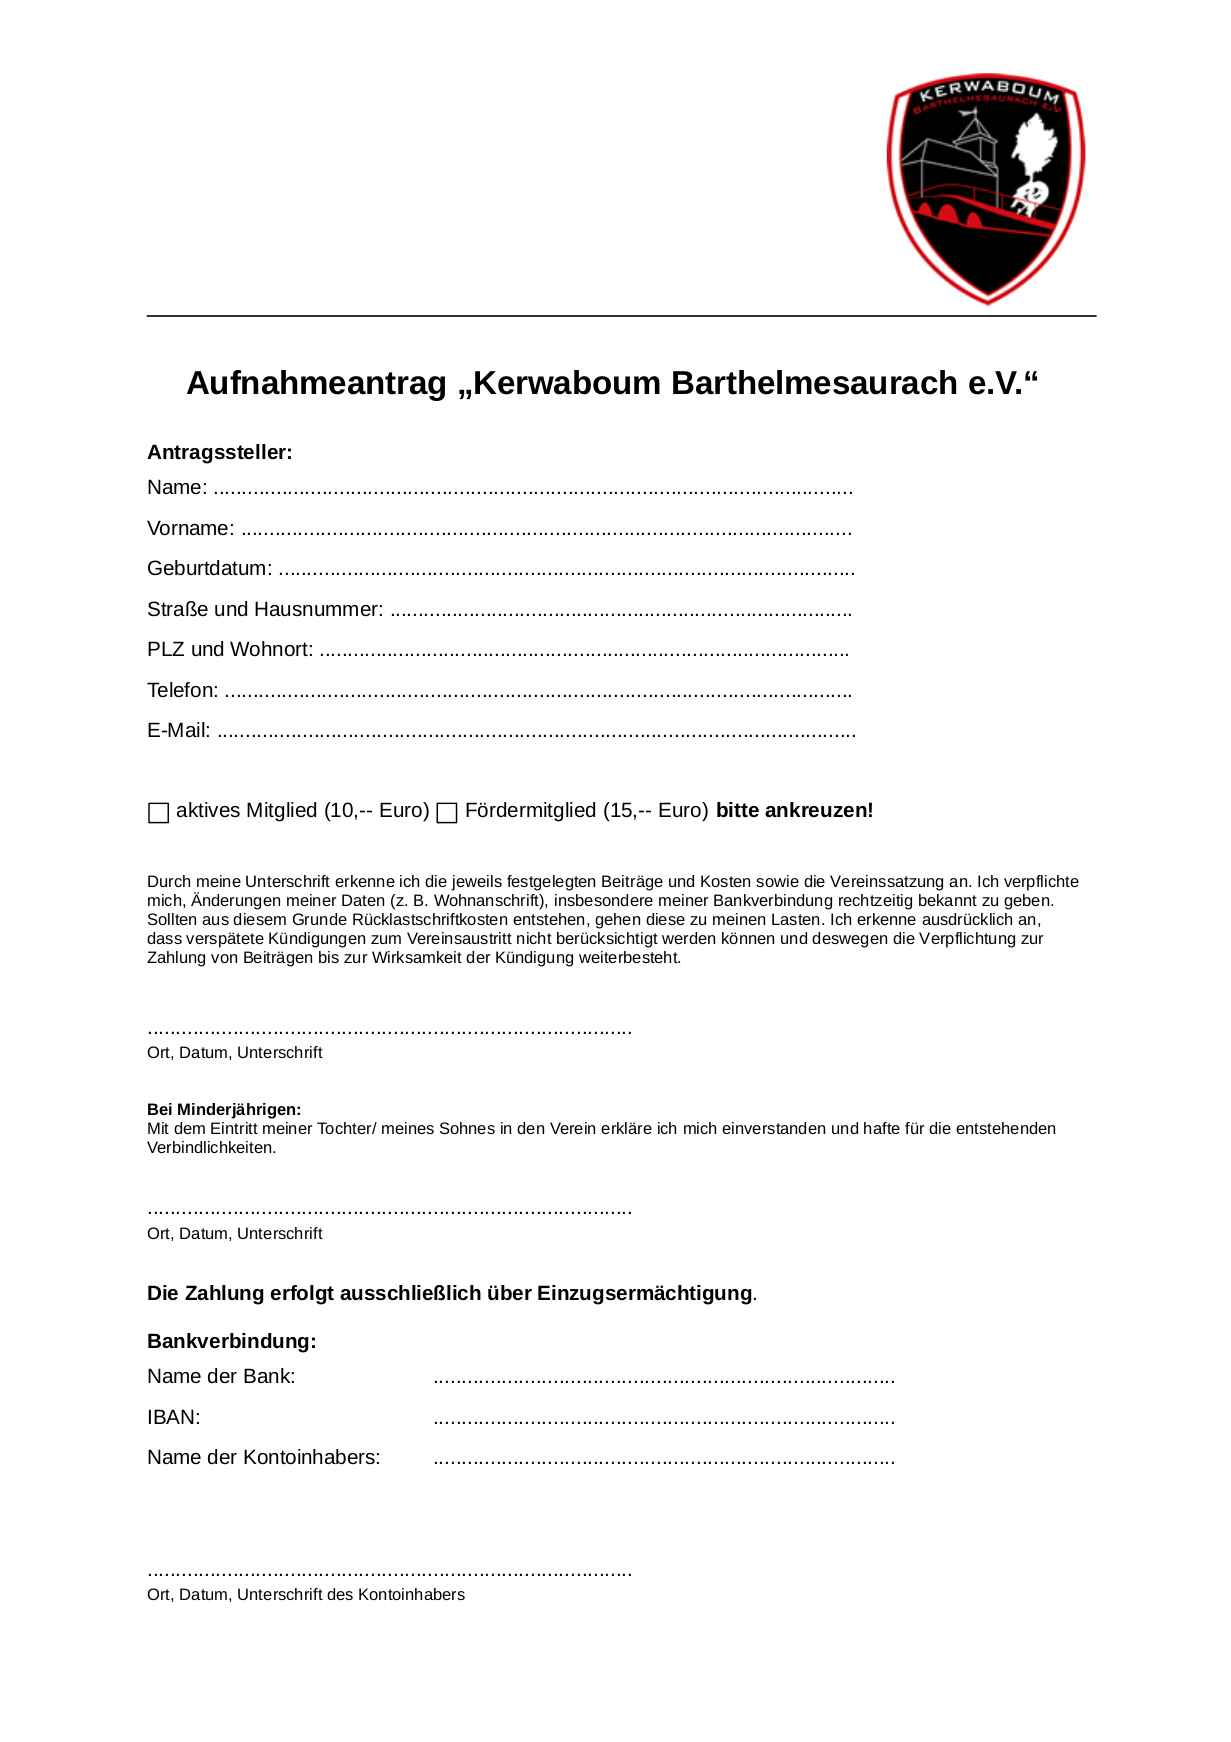 KERWABOUM
BARTHELMESAURACH E.V
Aufnahmeantrag „Kerwaboum Barthelmesaurach e.V.“
Antragssteller:
Name: ................................................................................................................
Vorname: ...........................................................................................................
Geburtdatum: .....................................................................................................
Straße und Hausnummer: .................................................................................
PLZ und Wohnort: .............................................................................................
Telefon: ..............................................................................................................
E-Mail: ................................................................................................................
☐ aktives Mitglied (10,-- Euro) ☐ Fördermitglied (15,-- Euro) bitte ankreuzen!
Durch meine Unterschrift erkenne ich die jeweils festgelegten Beiträge und Kosten sowie die Vereinssatzung an. Ich verpflichte
mich, Änderungen meiner Daten (z. B. Wohnanschrift), insbesondere meiner Bankverbindung rechtzeitig bekannt zu geben.
Sollten aus diesem Grunde Rücklastschriftkosten entstehen, gehen diese zu meinen Lasten. Ich erkenne ausdrücklich an,
dass verspätete Kündigungen zum Vereinsaustritt nicht berücksichtigt werden können und deswegen die Verpflichtung zur
Zahlung von Beiträgen bis zur Wirksamkeit der Kündigung weiterbesteht.
.....................................................................................
Ort, Datum, Unterschrift
Bei Minderjährigen:
Mit dem Eintritt meiner Tochter/ meines Sohnes in den Verein erkläre ich mich einverstanden und hafte für die entstehenden
Verbindlichkeiten.
.....................................................................................
Ort, Datum, Unterschrift
Die Zahlung erfolgt ausschließlich über Einzugsermächtigung.
Bankverbindung:
Name der Bank: .................................................................................
IBAN: .................................................................................
Name der Kontoinhabers: .................................................................................
.....................................................................................
Ort, Datum, Unterschrift des Kontoinhabers